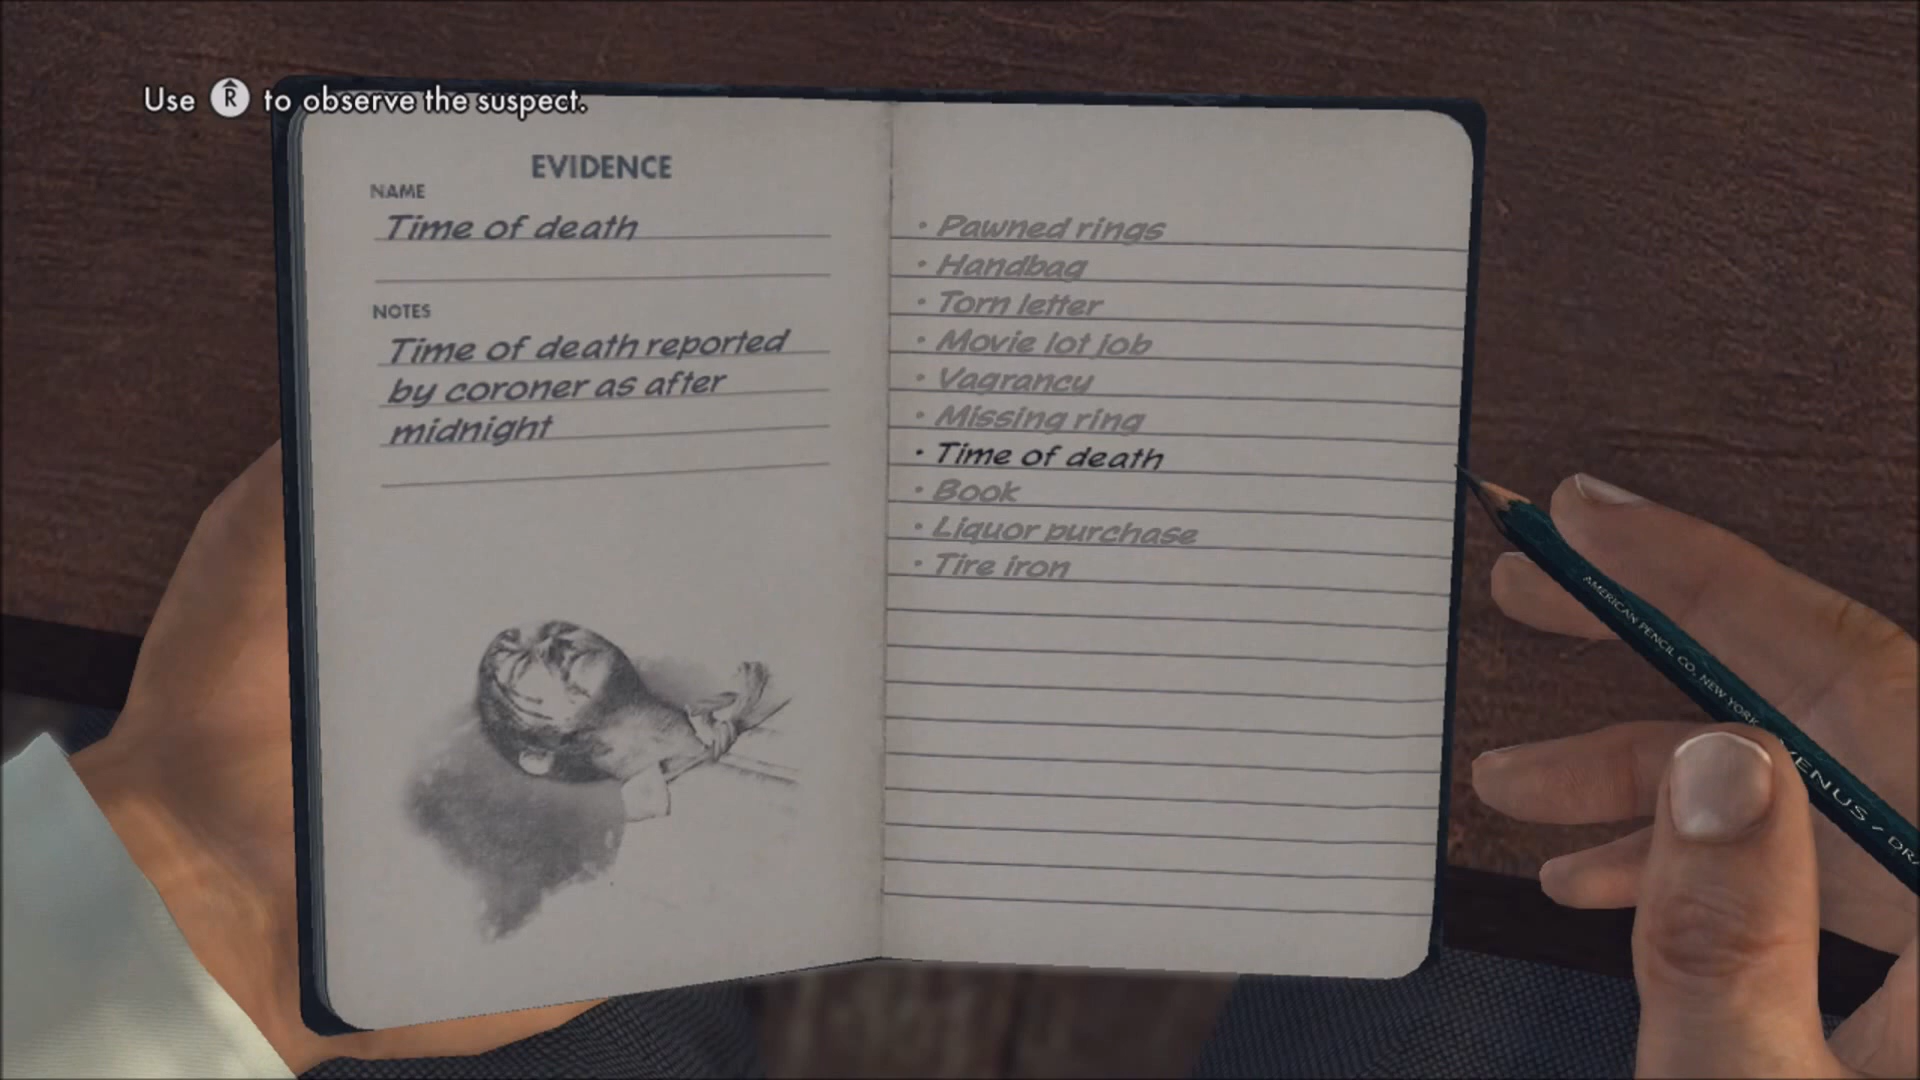 Use R to observe the suspect.
EVIDENCE
NAME
Time of death
NOTES
Time of death reported
by coroner as after
midnight
• Pawned rings
• Handbag
• Torn letter
• Movie lot job
• Vagrancy
• Missing ring
• Time of death
• Book
• Liquor purchase
• Tire iron
AMERICAN PENCIL CO. NEW YORK
VENUS / DRA